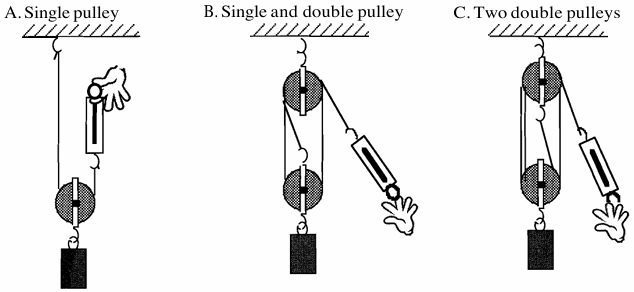 A. Single pulley
B. Single and double pulley
C. Two double pulleys